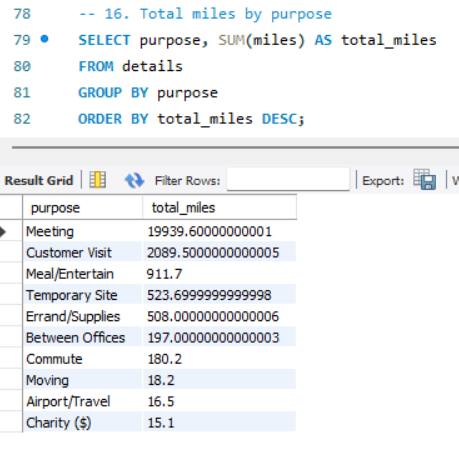 78 -- 16. Total miles by purpose
79 SELECT purpose, SUM(miles) AS total_miles
80 FROM details
81 GROUP BY purpose
82 ORDER BY total_miles DESC;
Result Grid Filter Rows: Export:
purpose total_miles
Meeting 19939.60000000001
Customer Visit 2089.5000000000005
Meal/Entertain 911.7
Temporary Site 523.6999999999998
Errand/Supplies 508.00000000000006
Between Offices 197.00000000000003
Commute 180.2
Moving 18.2
Airport/Travel 16.5
Charity ($) 15.1